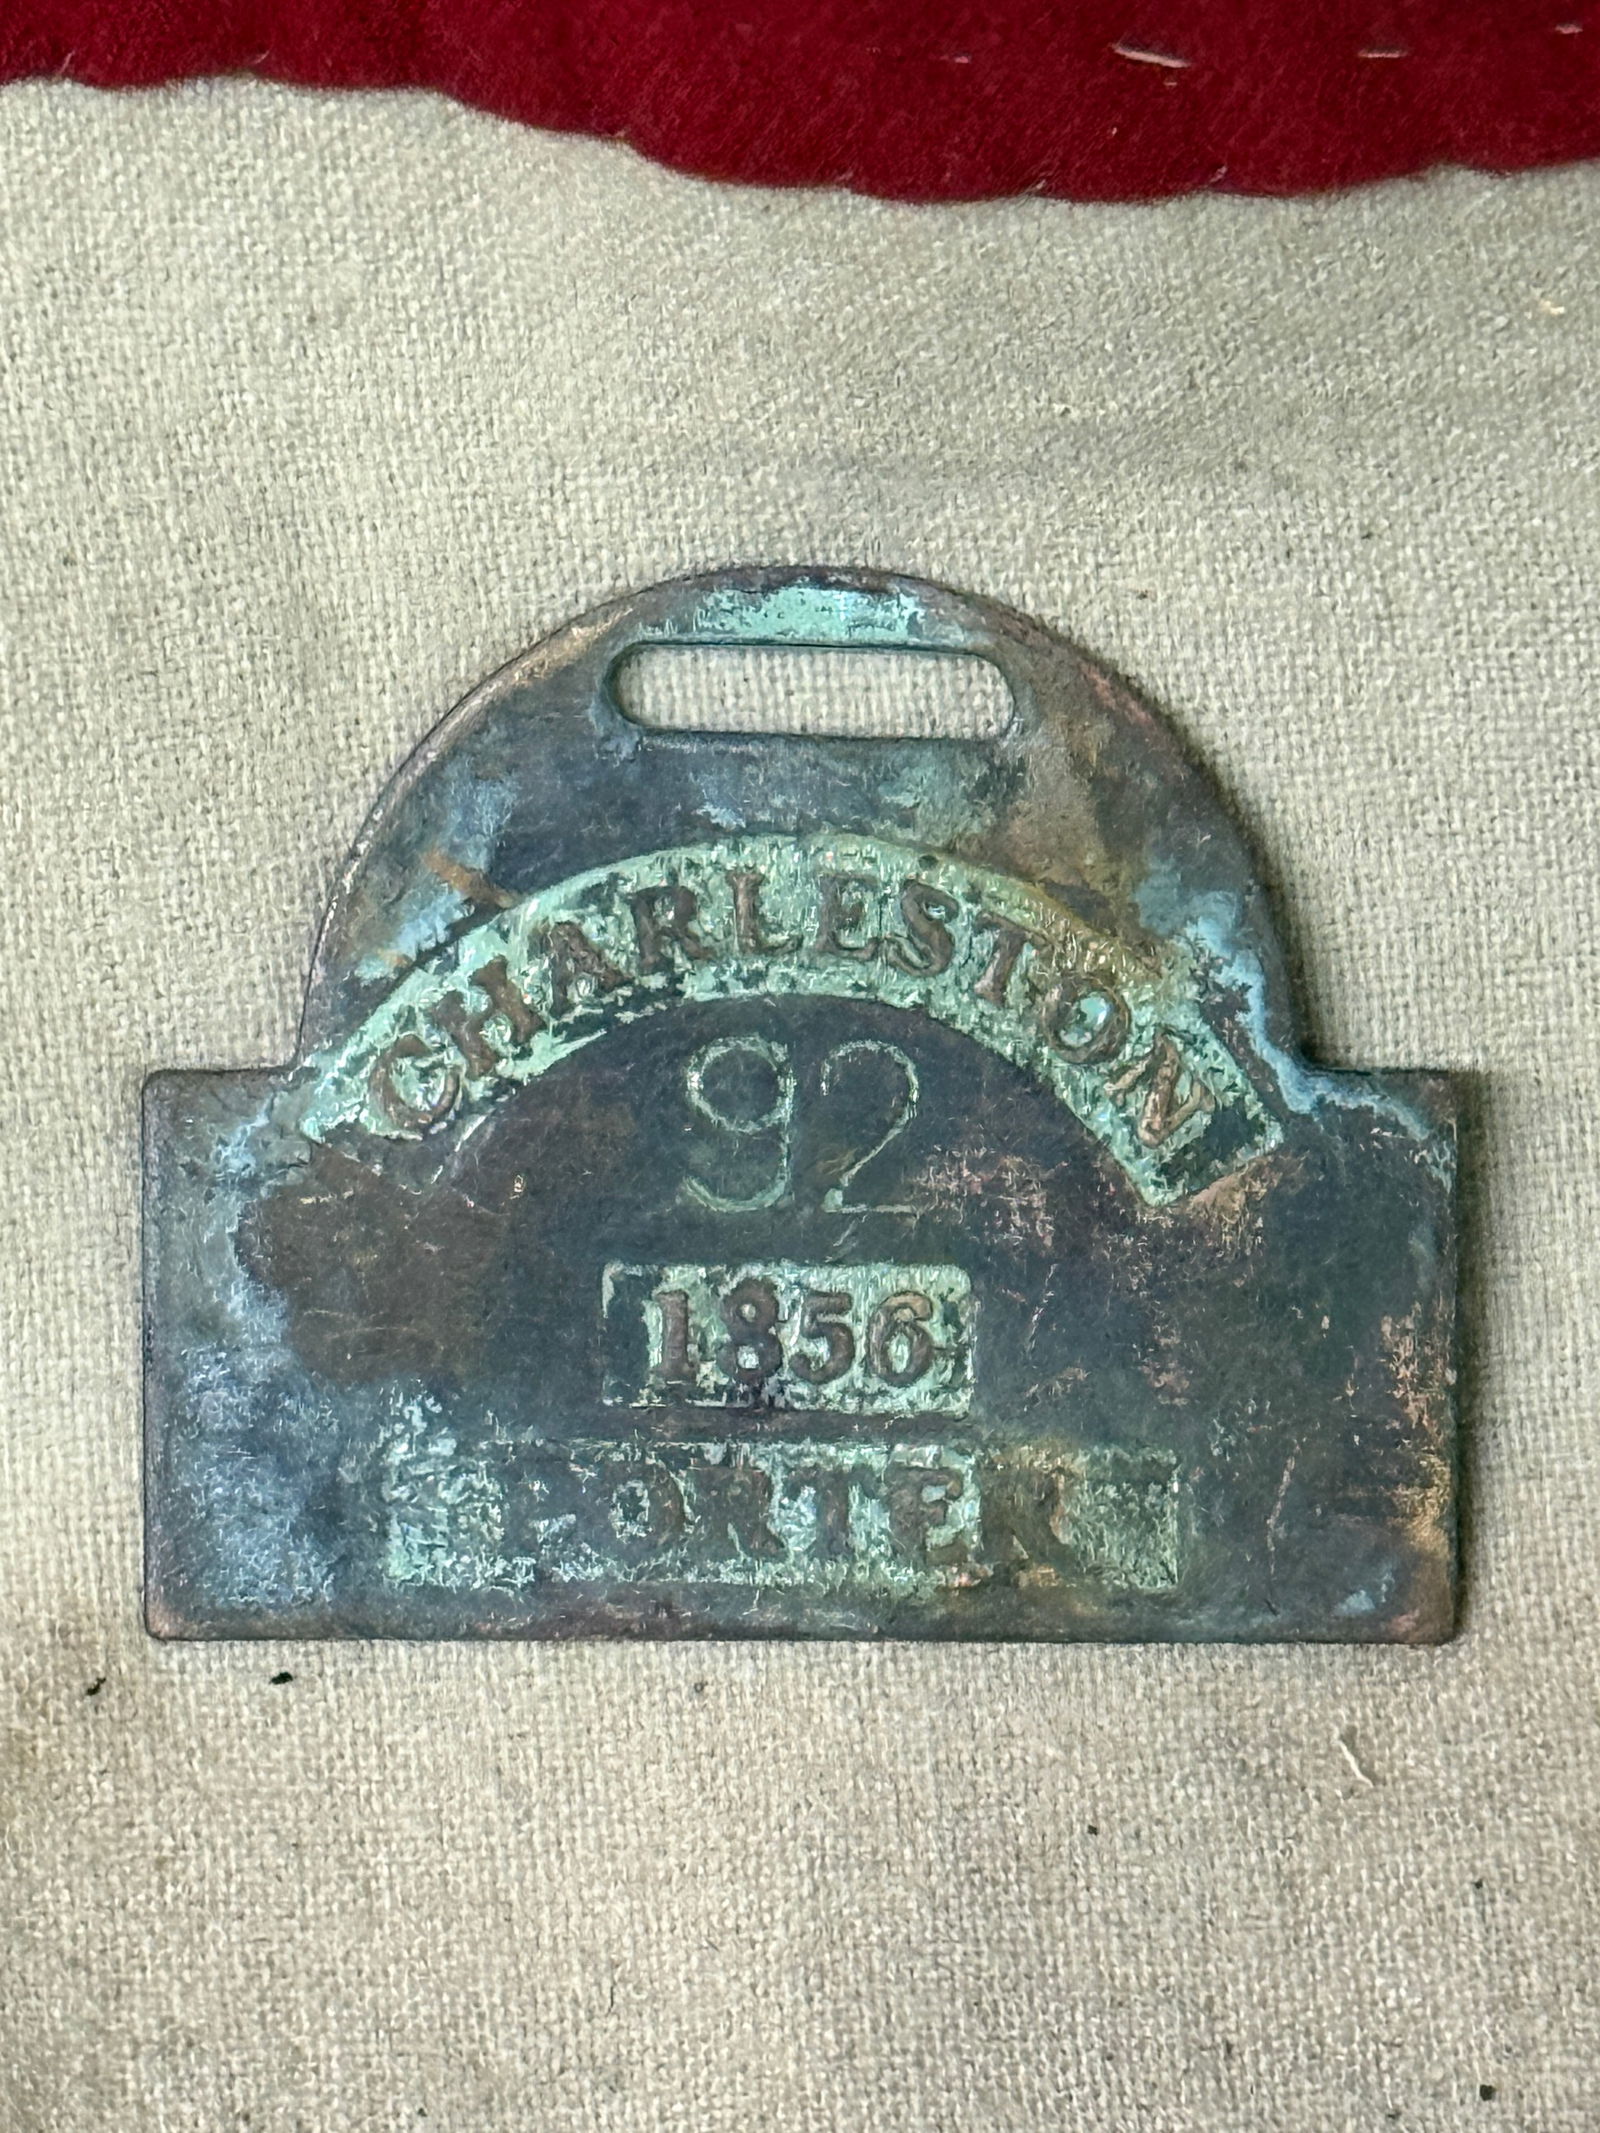 CHARLESTON
92
1856
PORTER